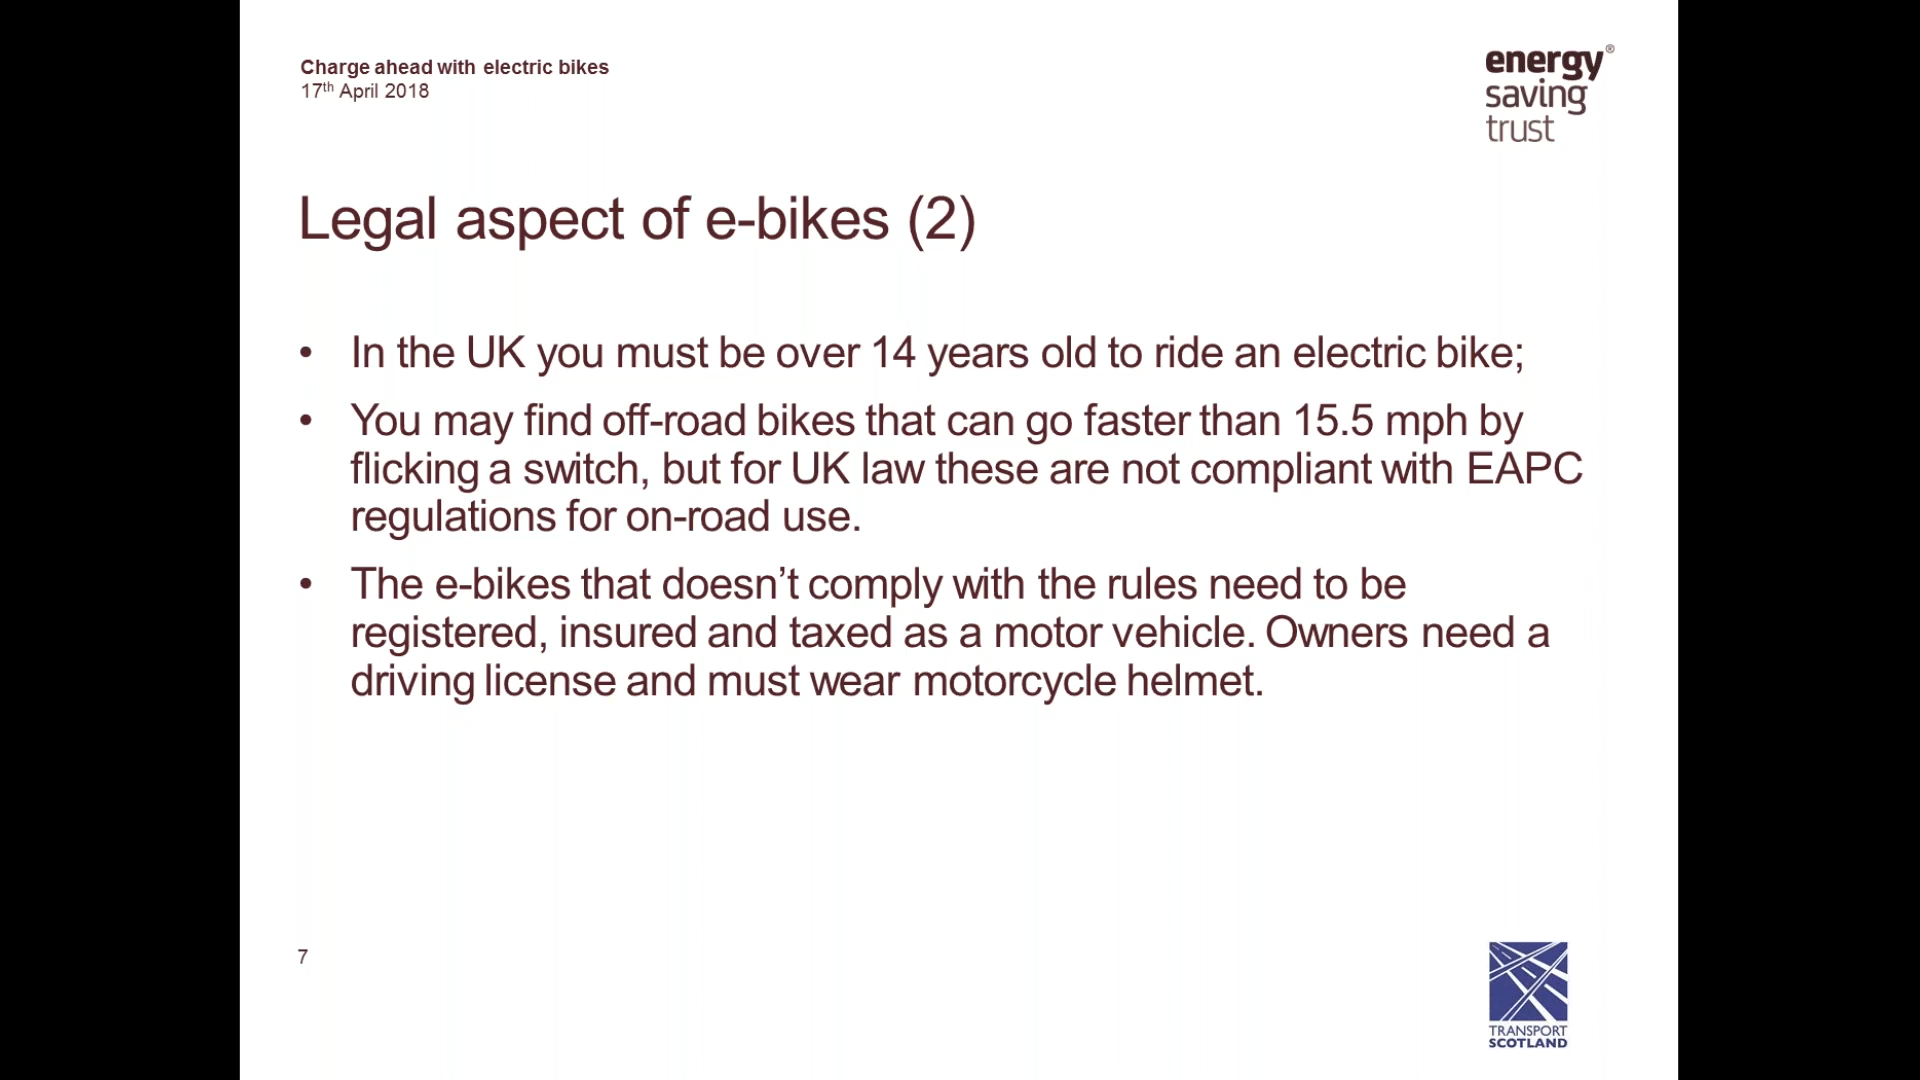 Charge ahead with electric bikes
17th April 2018
energy®
saving
trust
Legal aspect of e-bikes (2)
• In the UK you must be over 14 years old to ride an electric bike;
• You may find off-road bikes that can go faster than 15.5 mph by
flicking a switch, but for UK law these are not compliant with EAPC
regulations for on-road use.
• The e-bikes that doesn’t comply with the rules need to be
registered, insured and taxed as a motor vehicle. Owners need a
driving license and must wear motorcycle helmet.
7
TRANSPORT
SCOTLAND